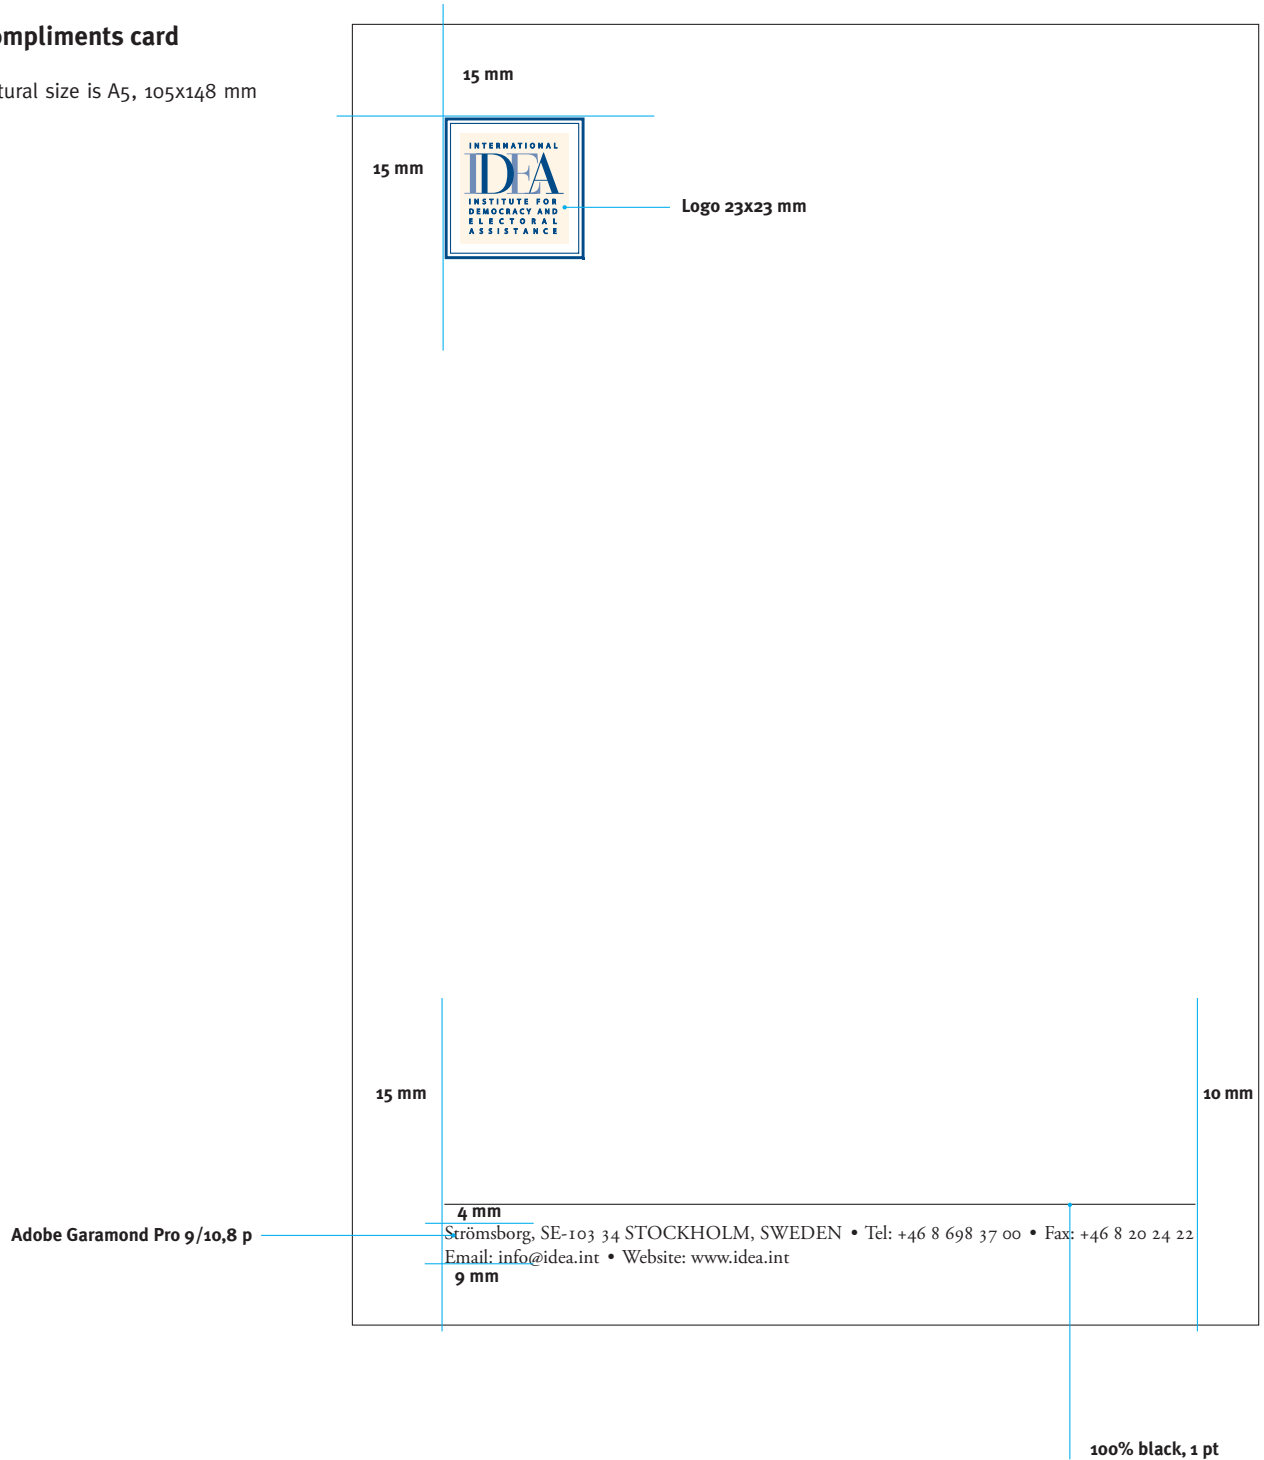 ompliments card
tural size is A5, 105x148 mm
15 mm
15 mm
INTERNATIONAL
IDEA
INSTITUTE FOR
DEMOCRACY AND
ELECTORAL
ASSISTANCE
Logo 23x23 mm
15 mm
10 mm
4 mm
Adobe Garamond Pro 9/10,8 p
Strömsborg, SE-103 34 STOCKHOLM, SWEDEN • Tel: +46 8 698 37 00 • Fax: +46 8 20 24 22
Email: info@idea.int • Website: www.idea.int
9 mm
100% black, 1 pt